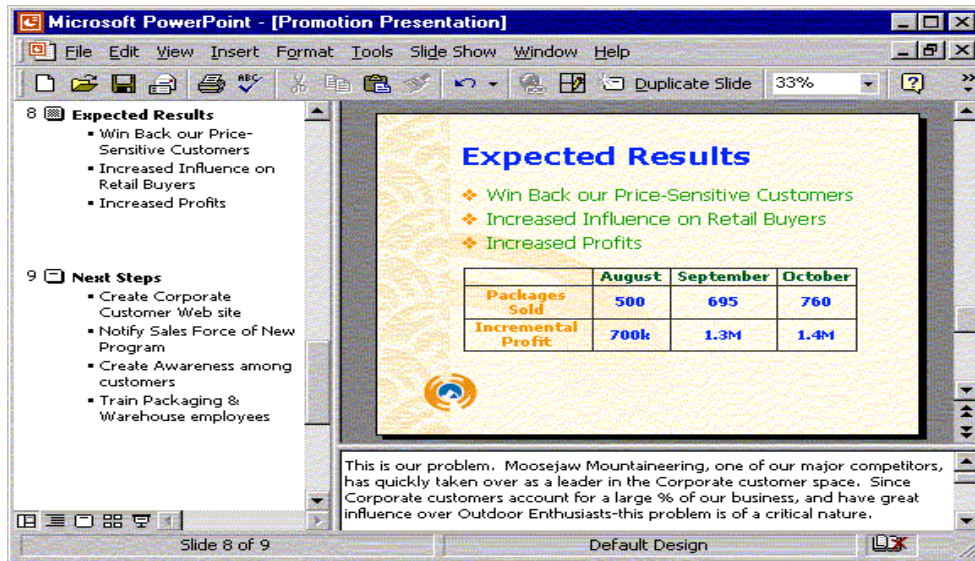 Microsoft PowerPoint - [Promotion Presentation]
File Edit View Insert Format Tools Slide Show Window Help
ABC Duplicate Slide 33%
8 Expected Results
Win Back our Price-
Sensitive Customers
Increased Influence on
Retail Buyers
Increased Profits
9 Next Steps
Create Corporate
Customer Web site
Notify Sales Force of New
Program
Create Awareness among
customers
Train Packaging &
Warehouse employees
Expected Results
Win Back our Price-Sensitive Customers
Increased Influence on Retail Buyers
Increased Profits
August September October
Packages
Sold 500 695 760
Incremental
Profit 700k 1.3M 1.4M
This is our problem. Moosejaw Mountaineering, one of our major competitors,
has quickly taken over as a leader in the Corporate customer space. Since
Corporate customers account for a large % of our business, and have great
influence over Outdoor Enthusiasts-this problem is of a critical nature.
Slide 8 of 9 Default Design